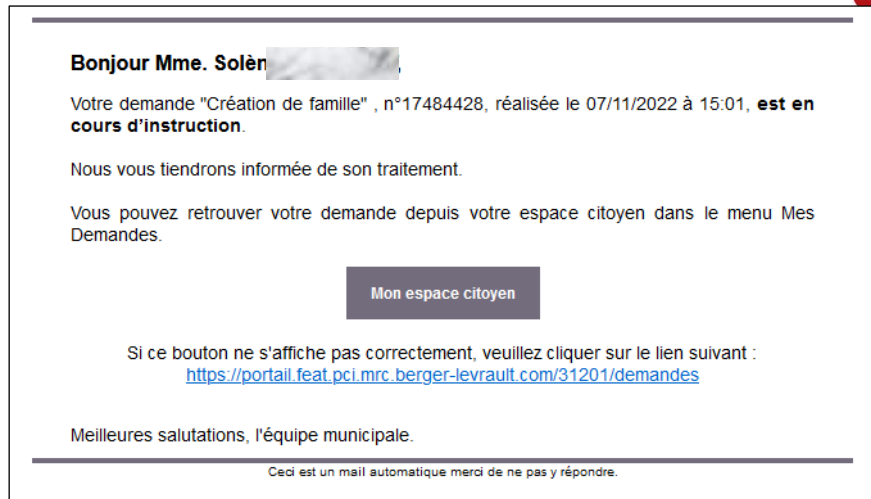 Bonjour Mme. Solèn
Votre demande "Création de famille" , n°17484428, réalisée le 07/11/2022 à 15:01, est en
cours d'instruction.
Nous vous tiendrons informée de son traitement.
Vous pouvez retrouver votre demande depuis votre espace citoyen dans le menu Mes
Demandes.
Mon espace citoyen
Si ce bouton ne s'affiche pas correctement, veuillez cliquer sur le lien suivant :
https://portail.feat.pci.mrc.berger-levrault.com/31201/demandes
Meilleures salutations, l'équipe municipale.
Ceci est un mail automatique merci de ne pas y répondre.